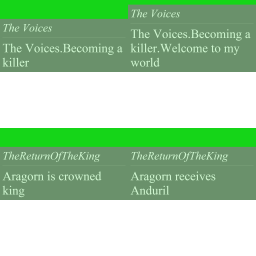 The Voices
The Voices.Becoming a
killer
The Voices
The Voices.Becoming a
killer.Welcome to my
world
TheReturnOfTheKing
Aragorn is crowned
king
TheReturnOfTheKing
Aragorn receives
Anduril